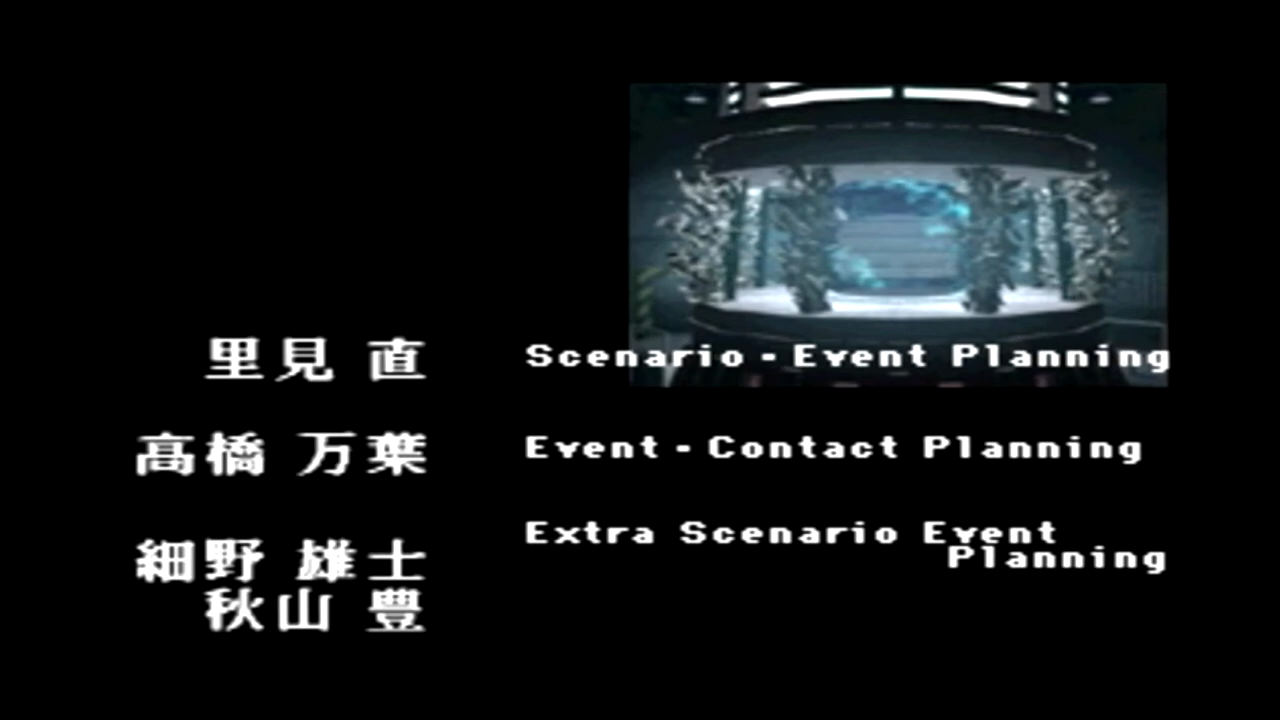 里見 直 Scenario・Event Planning
高橋 万葉 Event・Contact Planning
Extra Scenario Event
Planning
細野 雄士
秋山 豊